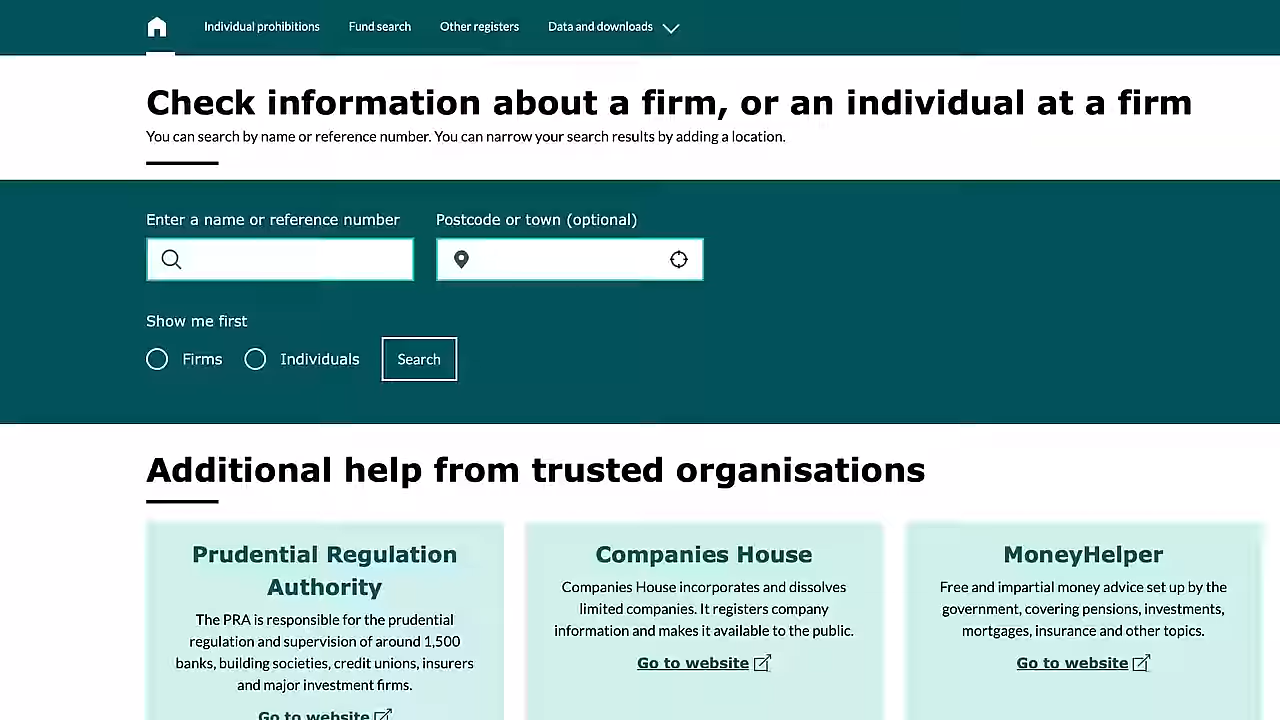 Individual prohibitions Fund search Other registers Data and downloads
Check information about a firm, or an individual at a firm
You can search by name or reference number. You can narrow your search results by adding a location.
Enter a name or reference number Postcode or town (optional)
Show me first
Firms Individuals Search
Additional help from trusted organisations
Prudential Regulation
Authority
The PRA is responsible for the prudential
regulation and supervision of around 1,500
banks, building societies, credit unions, insurers
and major investment firms.
Go to website
Companies House
Companies House incorporates and dissolves
limited companies. It registers company
information and makes it available to the public.
Go to website
MoneyHelper
Free and impartial money advice set up by the
government, covering pensions, investments,
mortgages, insurance and other topics.
Go to website